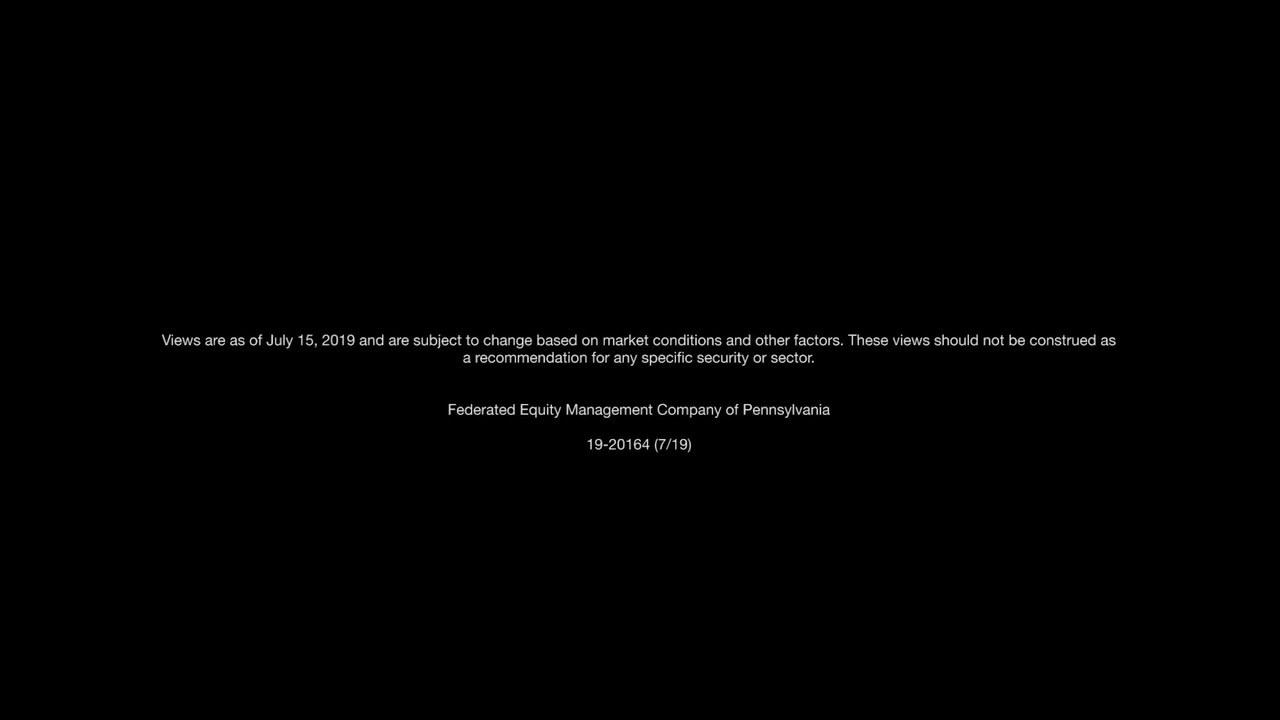 Views are as of July 15, 2019 and are subject to change based on market conditions and other factors. These views should not be construed as
a recommendation for any specific security or sector.
Federated Equity Management Company of Pennsylvania
19-20164 (7/19)